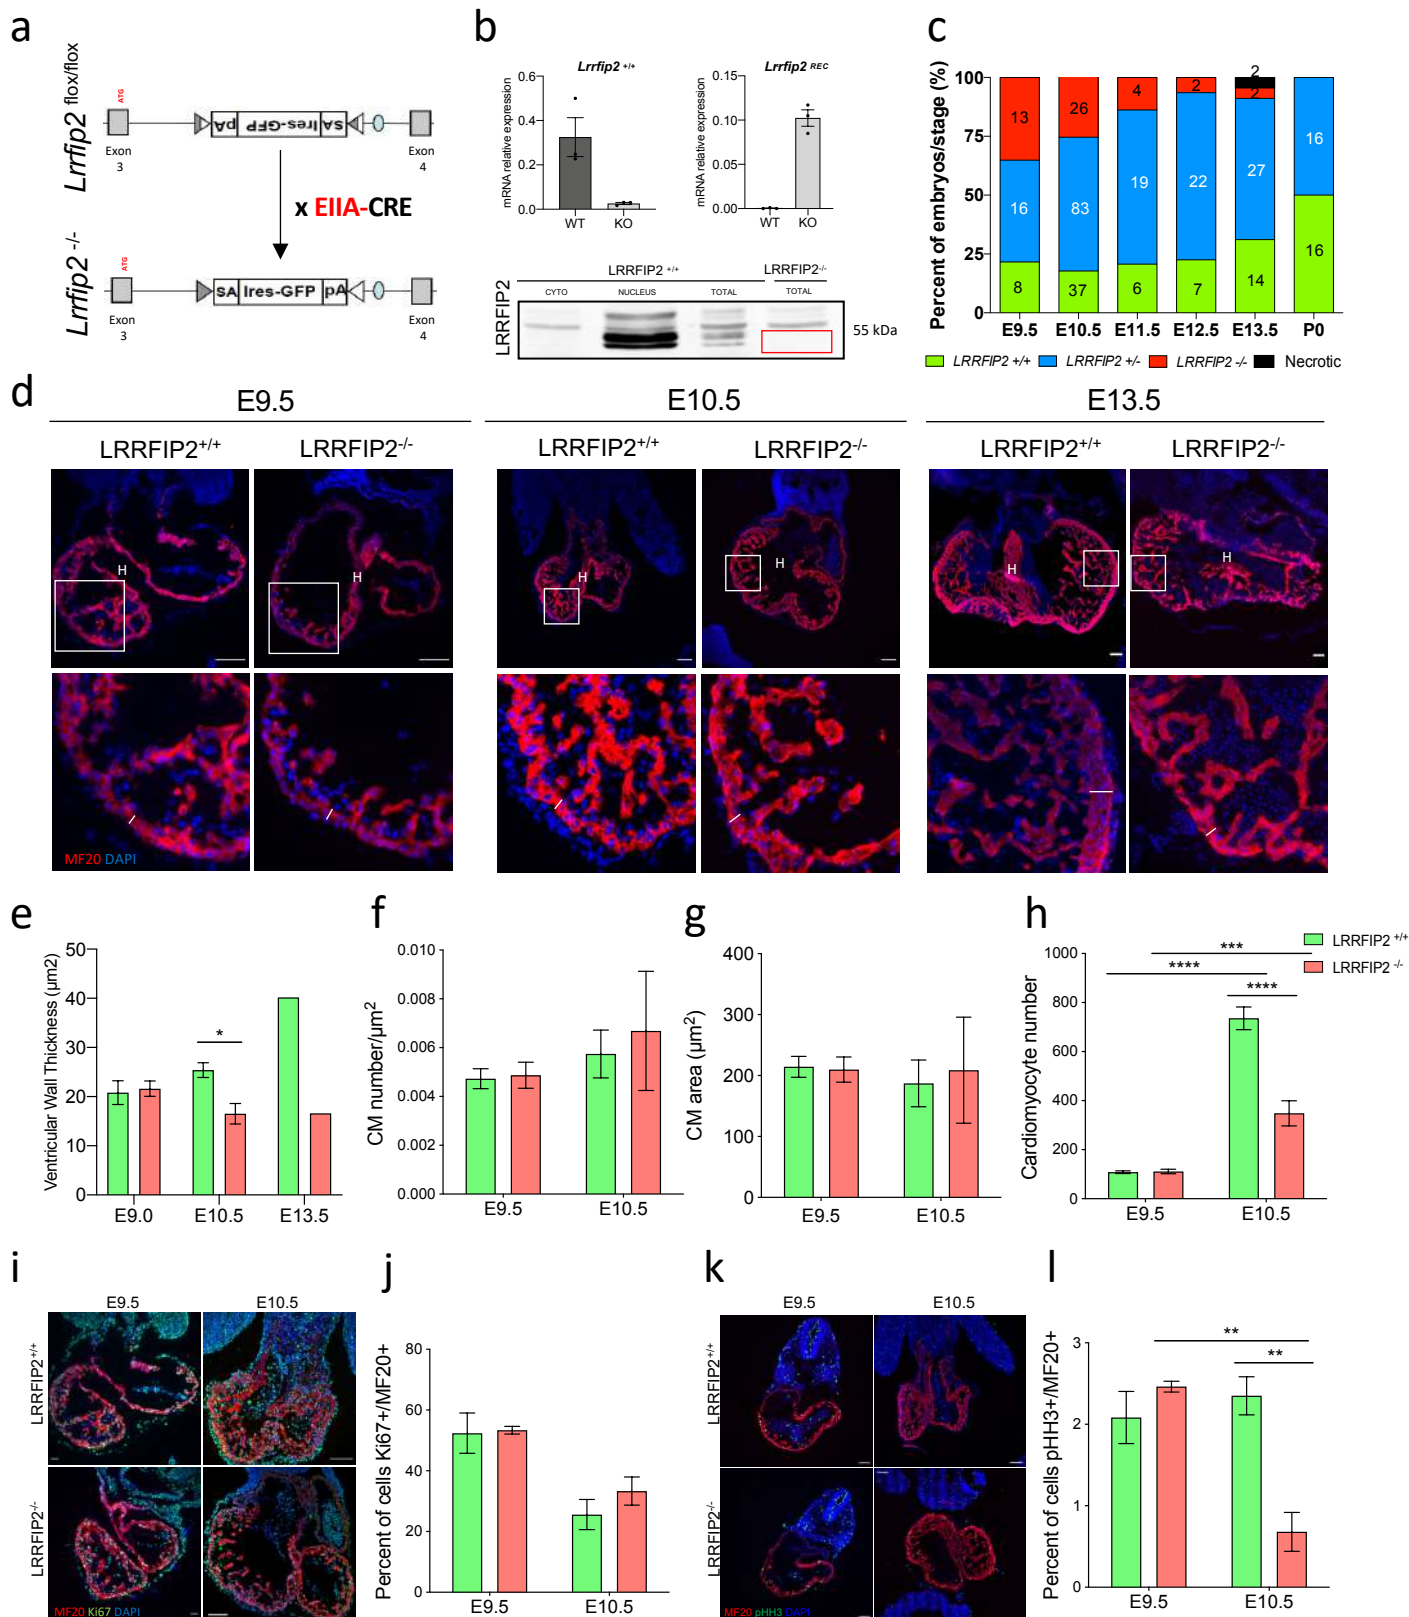 a
Lrrfip2 flox/flox
ATG
pA
Ires-GFP
SA
Exon
3
Exon
4
x EIIA-CRE
Lrrfip2 -/-
ATG
SA Ires-GFP pA
Exon
3
Exon
4
b
Lrrfip2 +/+
mRNA relative expression
0.6
0.4
0.2
0.0
WT KO
Lrrfip2 REC
mRNA relative expression
0.15
0.10
0.05
0.00
WT KO
LRRFIP2 +/+ LRRFIP2-/-
CYTO NUCLEUS TOTAL TOTAL
LRRFIP2
55 kDa
c
Percent of embryos/stage (%)
100
75
50
25
0
13 26 4 2 2 2
16 83 19 22 27 16
8 37 6 7 14 16
E9.5 E10.5 E11.5 E12.5 E13.5 P0
LRRFIP2 +/+ LRRFIP2 +/- LRRFIP2 -/- Necrotic
d
E9.5 E10.5 E13.5
LRRFIP2+/+ LRRFIP2-/- LRRFIP2+/+ LRRFIP2-/- LRRFIP2+/+ LRRFIP2-/-
H H H H H H
MF20 DAPI
e
Ventricular Wall Thickness (µm2)
50
40
30
20
10
0
*
E9.0 E10.5 E13.5
f
CM number/µm2
0.010
0.008
0.006
0.004
0.002
0.000
E9.5 E10.5
g
CM area (µm2)
400
300
200
100
0
E9.5 E10.5
h
Cardiomyocyte number
1000
800
600
400
200
0
***
****
****
E9.5 E10.5
LRRFIP2 +/+
LRRFIP2 -/-
i
E9.5 E10.5
LRRFIP2+/+
LRRFIP2-/-
MF20 Ki67 DAPI
j
Percent of cells Ki67+/MF20+
80
60
40
20
0
E9.5 E10.5
k
E9.5 E10.5
LRRFIP2+/+
LRRFIP2-/-
MF20 pHH3 DAPI
l
Percent of cells pHH3+/MF20+
3
2
1
0
**
**
E9.5 E10.5